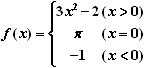 f(x)={3x²−2(x>0)
π (x=0)
−1 (x<0)